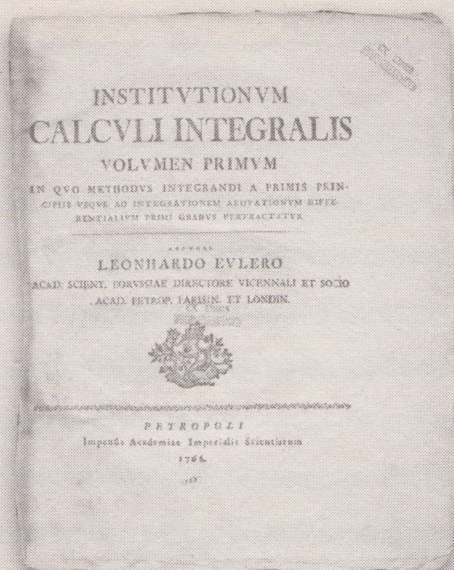 INSTITVTIONVM
CALCVLI INTEGRALIS
VOLVMEN PRIMVM
IN QVO METHODVS INTEGRANDI A PRIMIS PRIN-
CIPIIS VSQVE AD INTEGRATIONEM AEQVATIONVM DIFFE-
RENTIALIVM PRIMI GRADVS PERTRACTATVR
AVCTORE
LEONHARDO EVLERO
ACAD. SCIENT. BORVSSIAE DIRECTORE VICENNALI ET SOCIO
ACAD. PETROP. PARISIN. ET LONDIN.
PETROPOLI
Impensis Academiae Imperialis Scientiarum
1768.